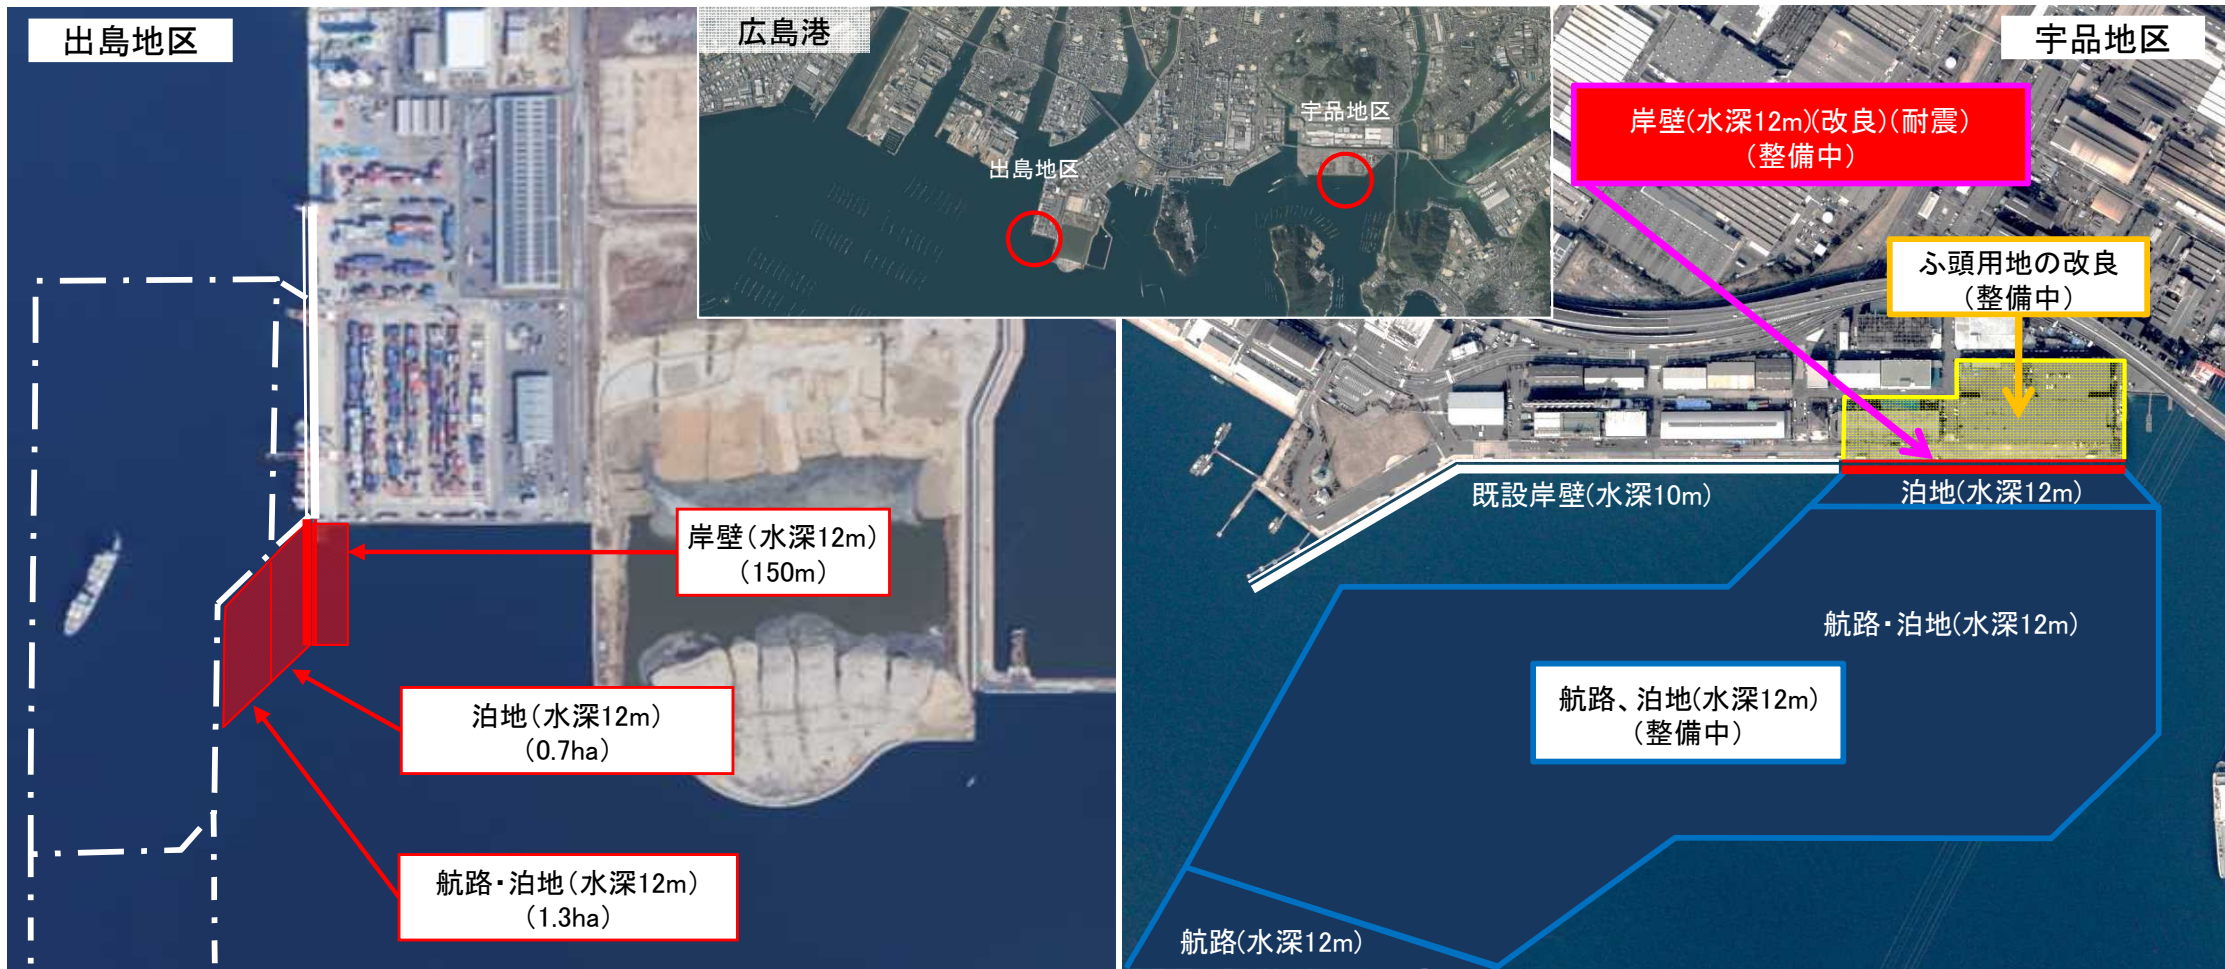 出島地区
広島港
出島地区
宇品地区
宇品地区
岸壁(水深12m)(改良)(耐震)
(整備中)
ふ頭用地の改良
(整備中)
既設岸壁(水深10m)
泊地(水深12m)
航路・泊地(水深12m)
航路、泊地(水深12m)
(整備中)
航路(水深12m)
岸壁(水深12m)
(150m)
泊地(水深12m)
(0.7ha)
航路・泊地(水深12m)
(1.3ha)